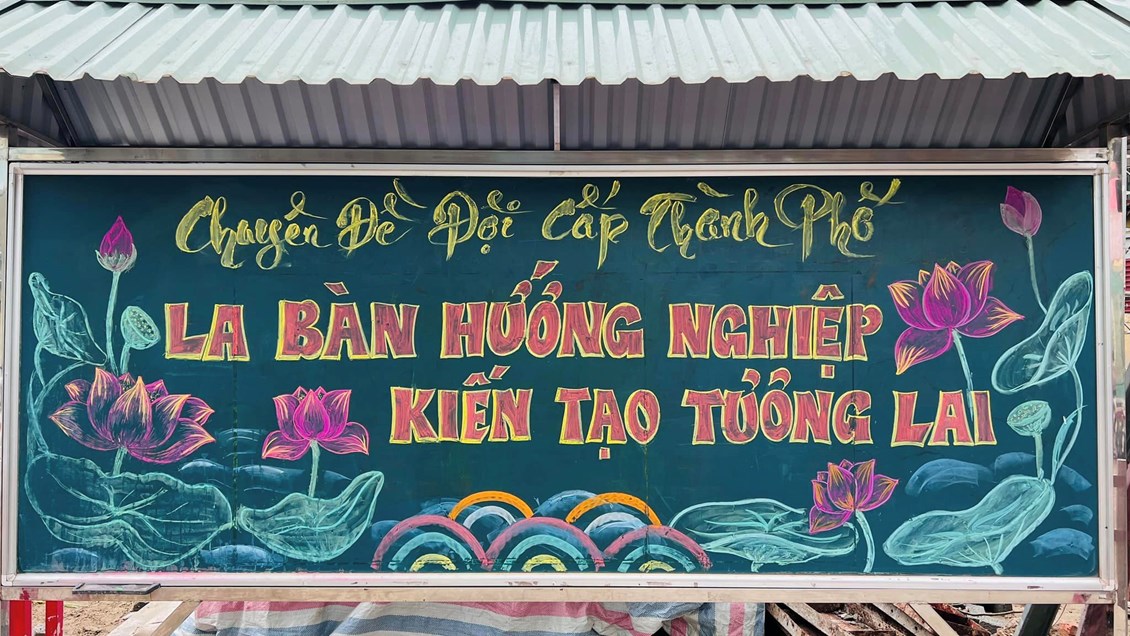 Chuyên Đề Đội Cấp Thành Phố
LA BÀN HƯỚNG NGHIỆP
KIẾN TẠO TƯƠNG LAI